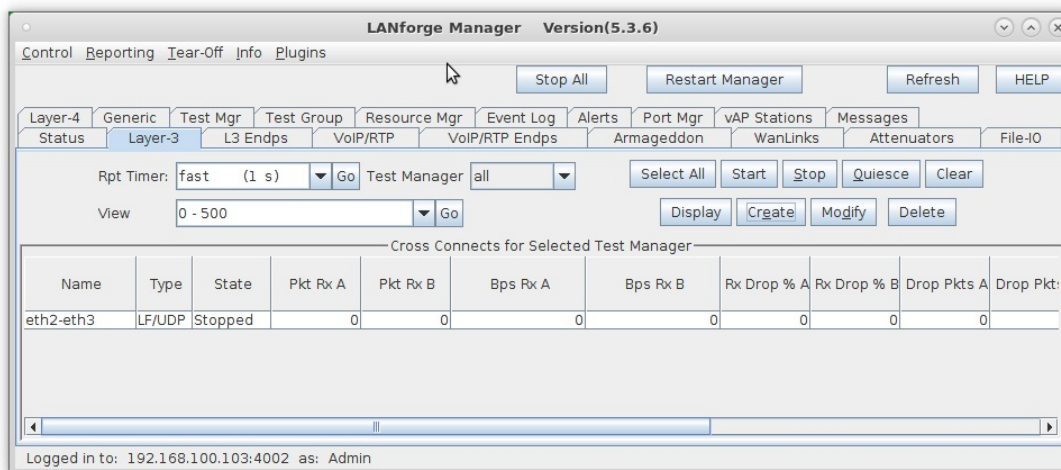 LANforge Manager Version(5.3.6)
Control Reporting Tear-Off Info Plugins
Stop All Restart Manager Refresh HELP
Layer-4 Generic Test Mgr Test Group Resource Mgr Event Log Alerts Port Mgr vAP Stations Messages
Status Layer-3 L3 Endps VoIP/RTP VoIP/RTP Endps Armageddon WanLinks Attenuators File-IO
Rpt Timer: fast (1 s) Go Test Manager all Select All Start Stop Quiesce Clear
View 0 - 500 Go Display Create Modify Delete
Cross Connects for Selected Test Manager
Name Type State Pkt Rx A Pkt Rx B Bps Rx A Bps Rx B Rx Drop % A Rx Drop % B Drop Pkts A Drop Pkt
eth2-eth3 LF/UDP Stopped 0 0 0 0 0 0 0
Logged in to: 192.168.100.103:4002 as: Admin